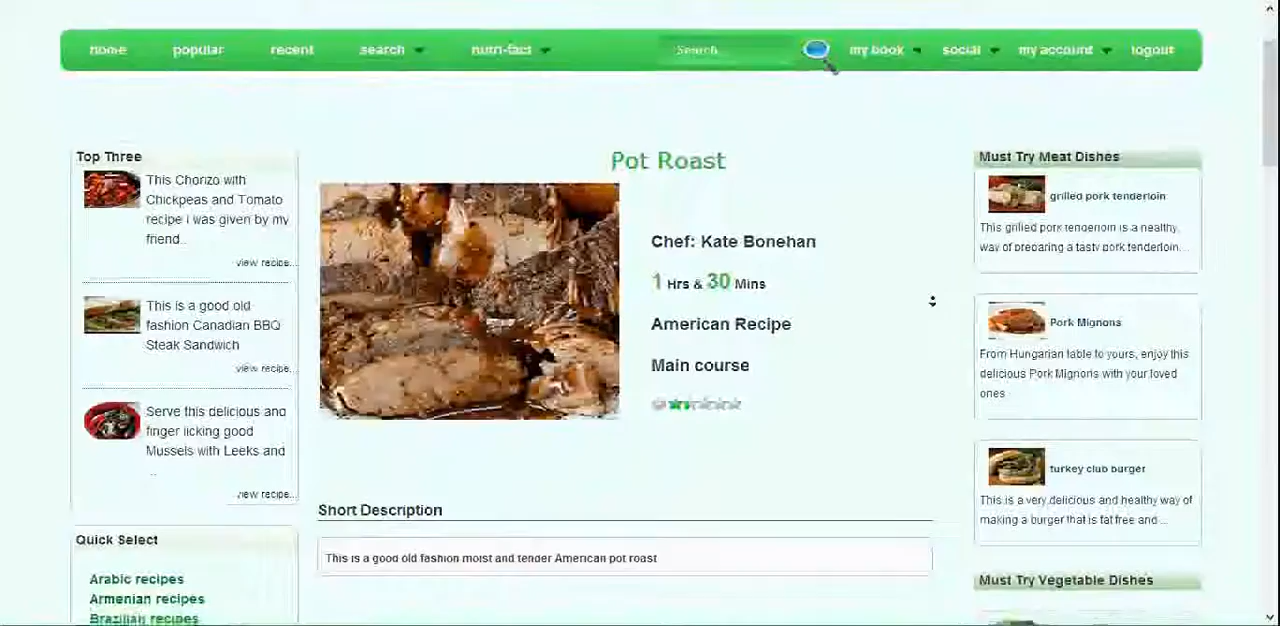 home popular recent search nutri-fact Search my book social my account logout
Top Three
This Chorizo with
Chickpeas and Tomato
recipe i was given by my
friend..
view recipe...
This is a good old
fashion Canadian BBQ
Steak Sandwich
view recipe...
Serve this delicious and
finger licking good
Mussels with Leeks and
..
view recipe...
Quick Select
Arabic recipes
Armenian recipes
Brazilian recipes
Pot Roast
Chef: Kate Bonehan
1 Hrs & 30 Mins
American Recipe
Main course
Short Description
This is a good old fashion moist and tender American pot roast
Must Try Meat Dishes
grilled pork tenderloin
This grilled pork tenderloin is a healthy
way of preparing a tasty pork tenderloin...
Pork Mignons
From Hungarian table to yours, enjoy this
delicious Pork Mignons with your loved
ones
turkey club burger
This is a very delicious and healthy way of
making a burger that is fat free and ...
Must Try Vegetable Dishes